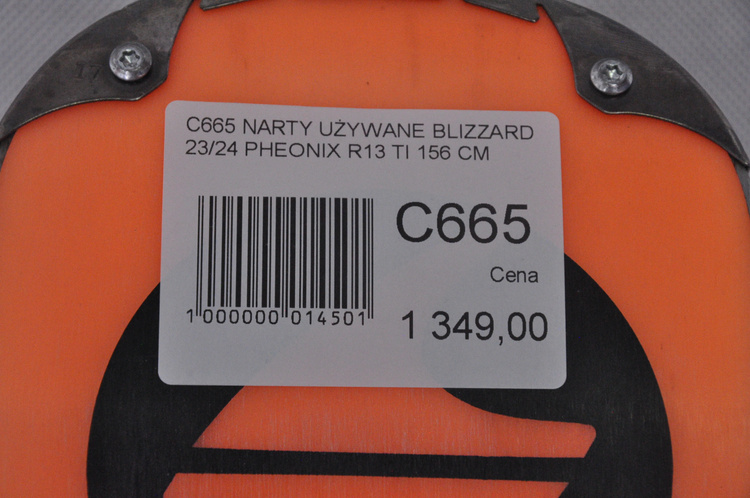 17
C665 NARTY UŻYWANE BLIZZARD
23/24 PHEONIX R13 TI 156 CM
C665
Cena
1 349,00
1 000000 014501